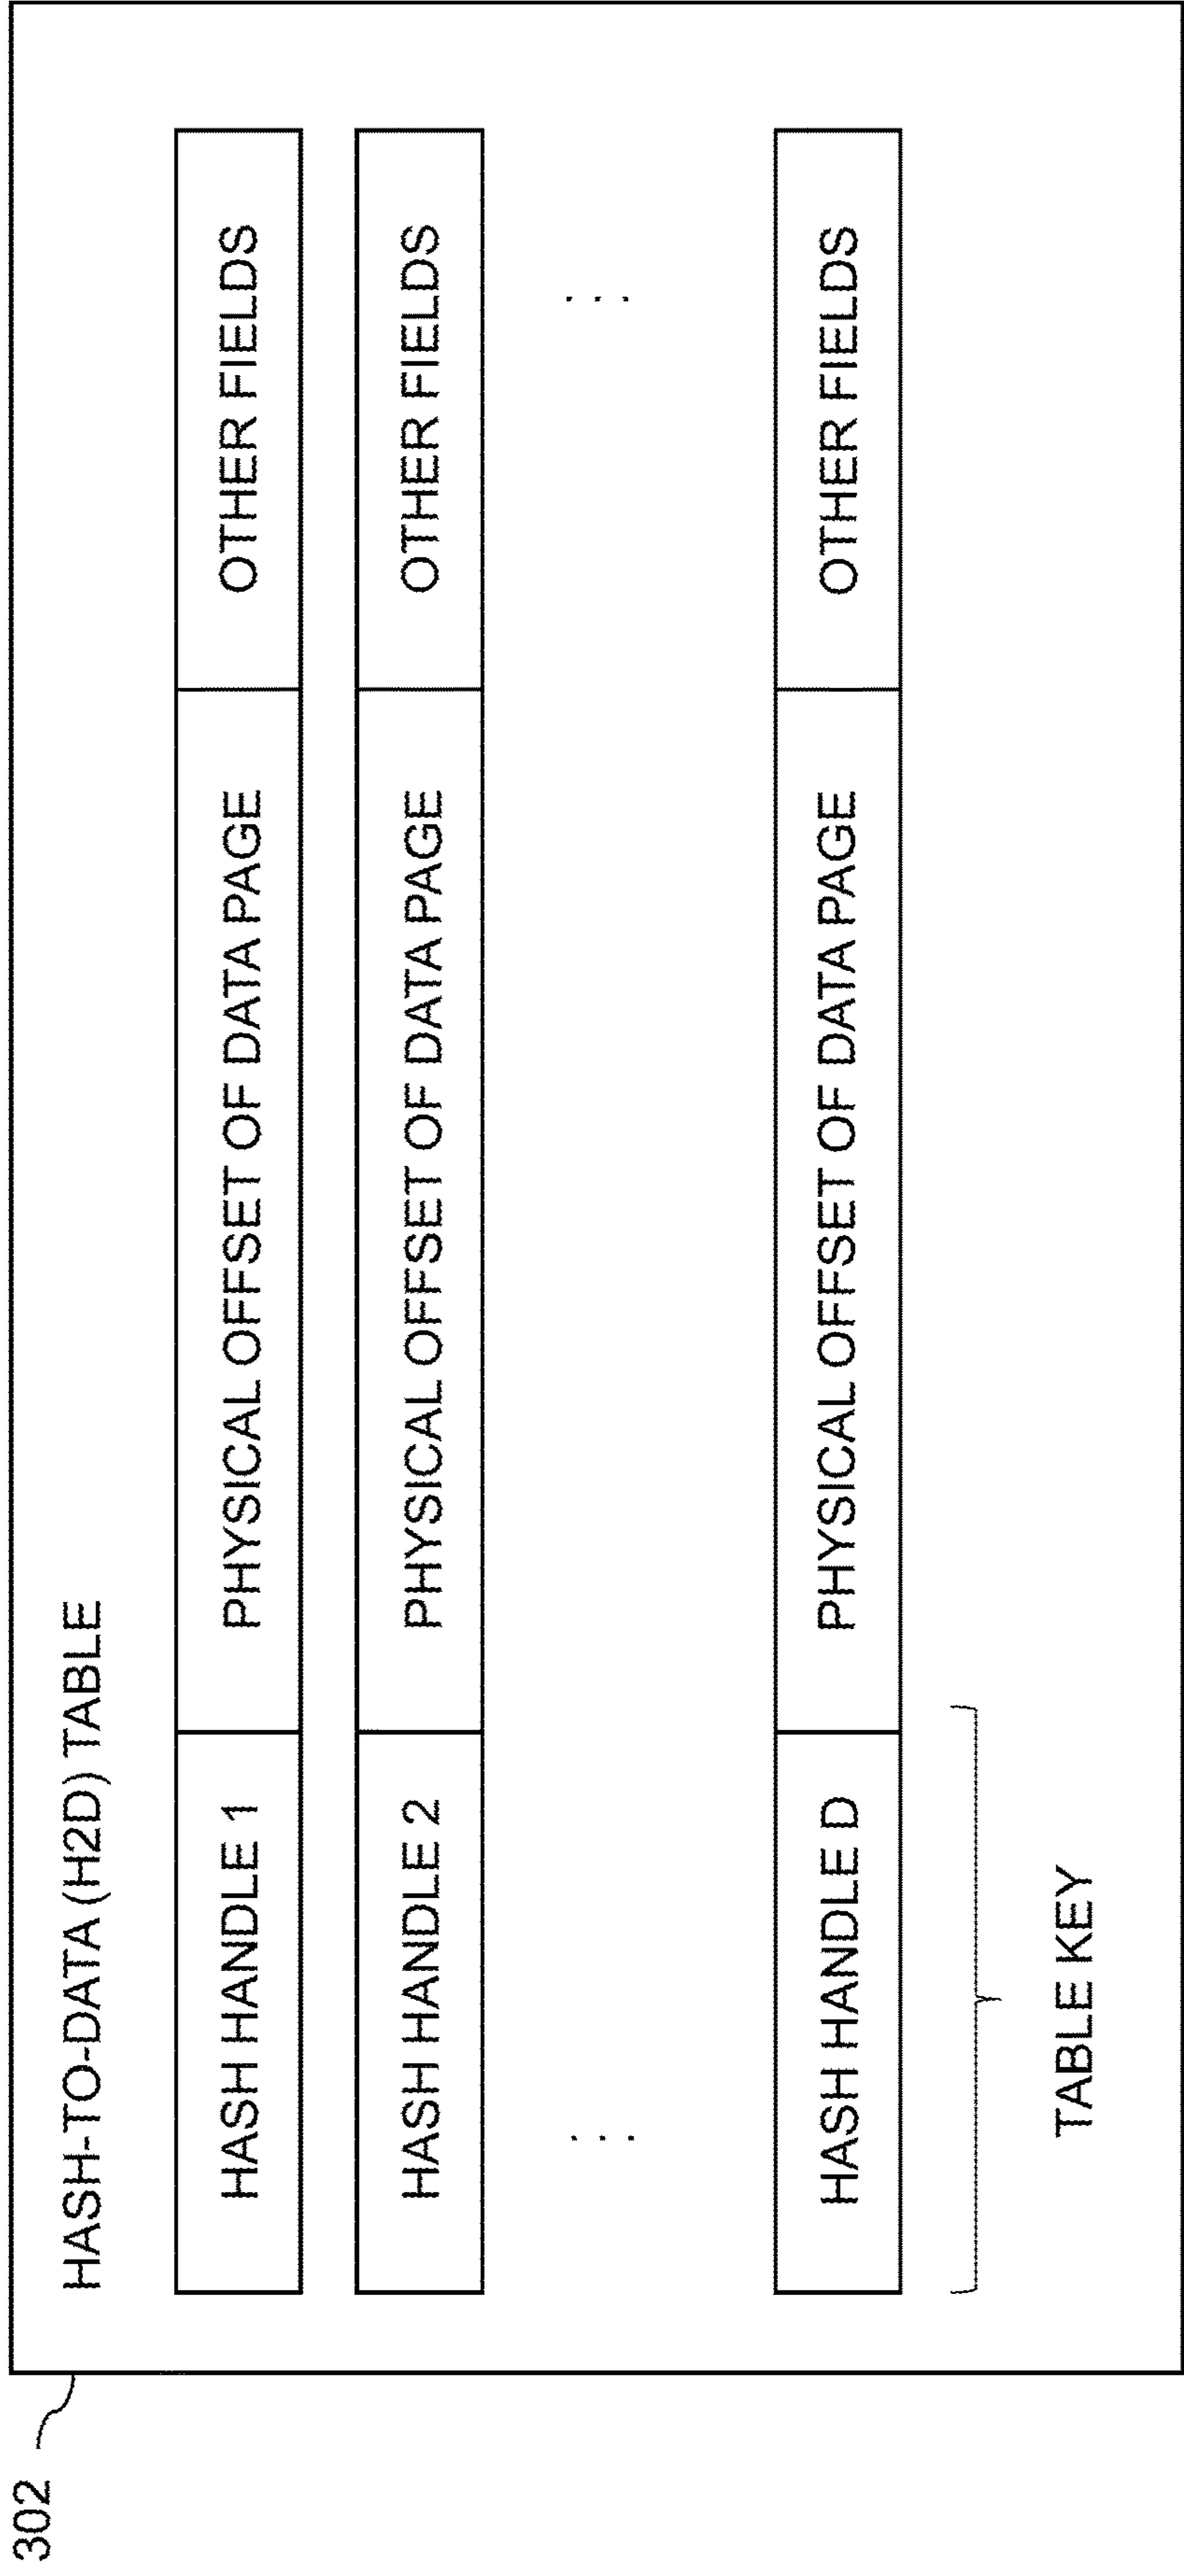 302
HASH-TO-DATA (H2D) TABLE
HASH HANDLE 1 PHYSICAL OFFSET OF DATA PAGE OTHER FIELDS
HASH HANDLE 2 PHYSICAL OFFSET OF DATA PAGE OTHER FIELDS
. . . . . .
HASH HANDLE D PHYSICAL OFFSET OF DATA PAGE OTHER FIELDS
TABLE KEY